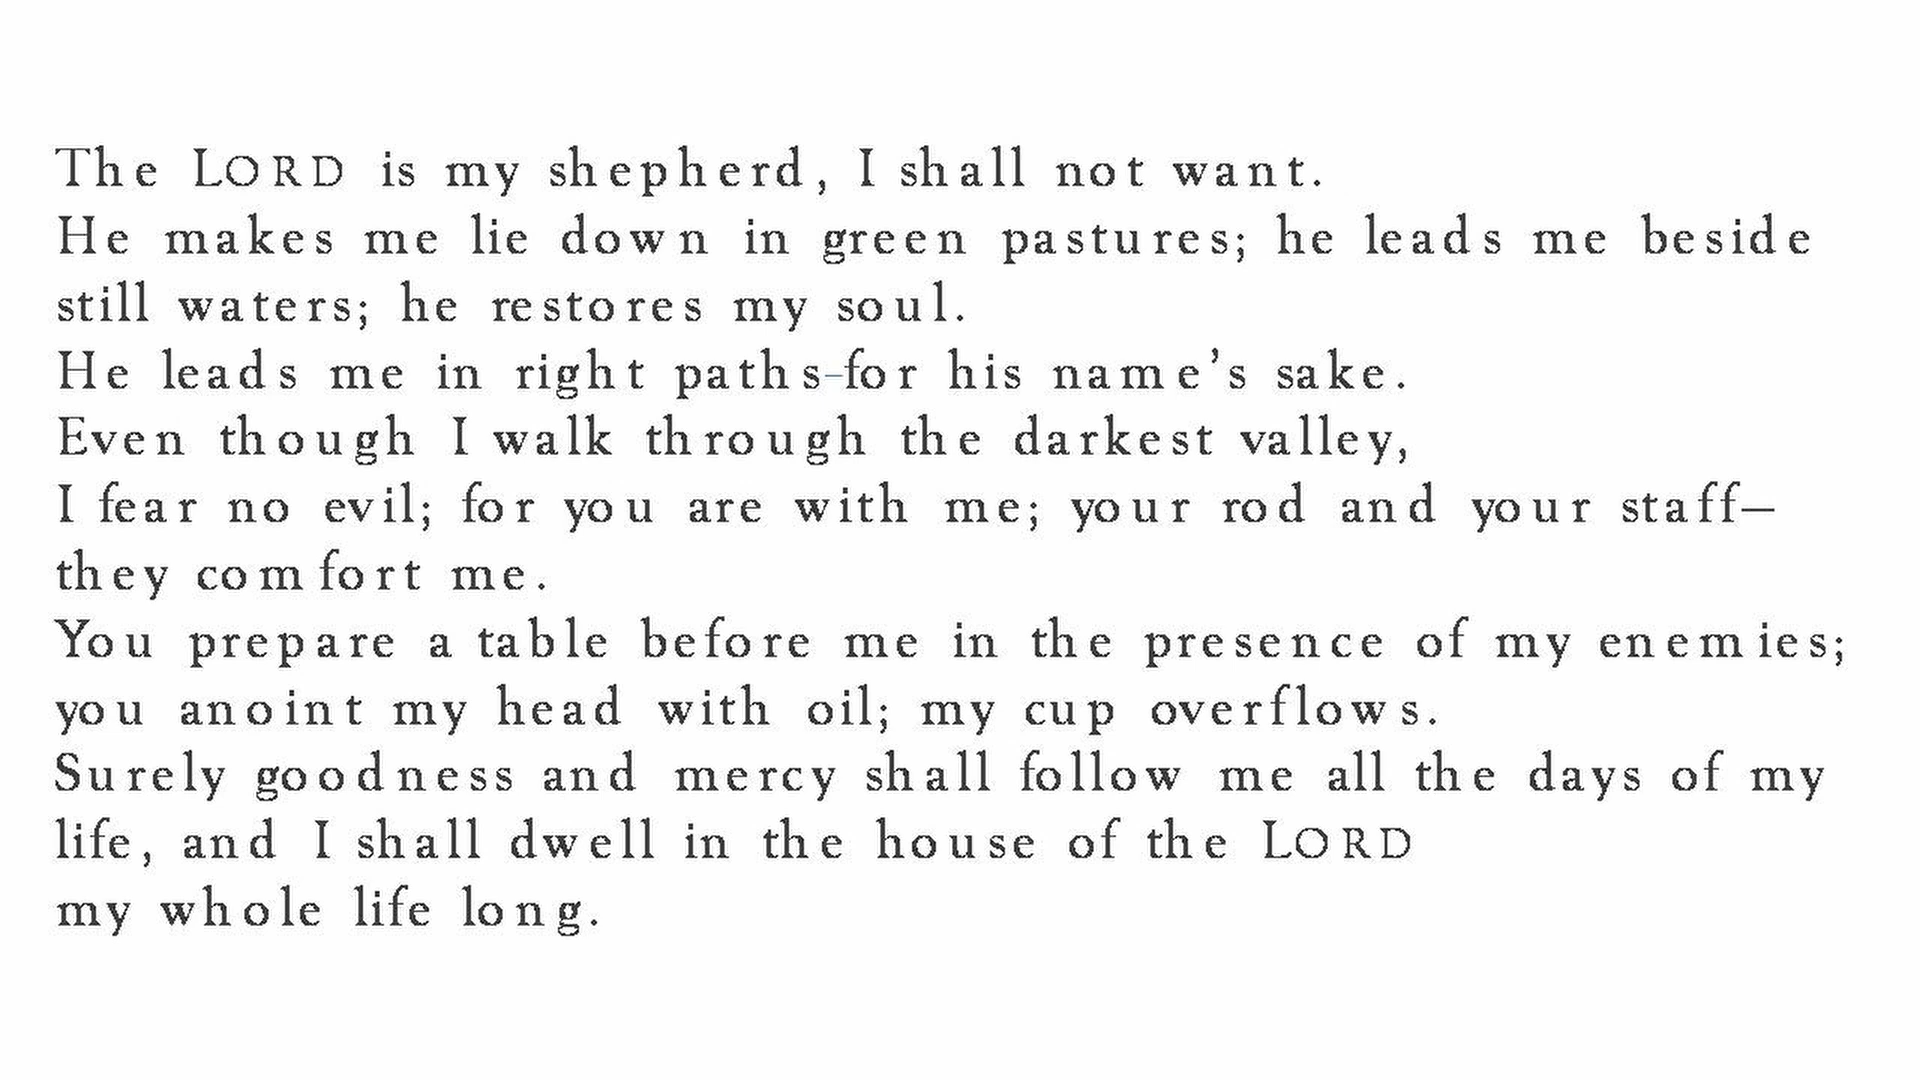 The LORD is my shepherd, I shall not want.
He makes me lie down in green pastures; he leads me beside
still waters; he restores my soul.
He leads me in right paths–for his name’s sake.
Even though I walk through the darkest valley,
I fear no evil; for you are with me; your rod and your staff—
they comfort me.
You prepare a table before me in the presence of my enemies;
you anoint my head with oil; my cup overflows.
Surely goodness and mercy shall follow me all the days of my
life, and I shall dwell in the house of the LORD
my whole life long.